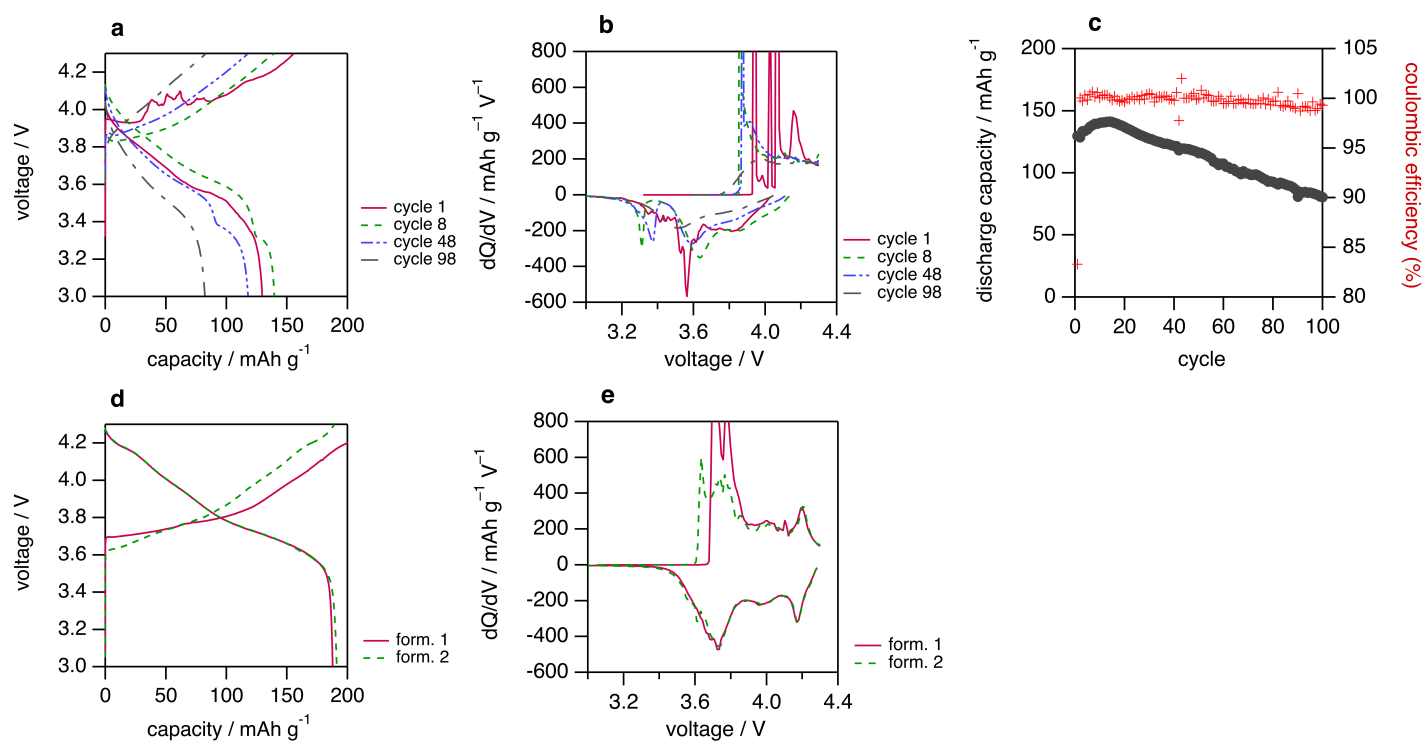 a
voltage / V
4.2
4.0
3.8
3.6
3.4
3.2
3.0
0
50
100
150
200
capacity / mAh g⁻¹
cycle 1
cycle 8
cycle 48
cycle 98
b
dQ/dV / mAh g⁻¹ V⁻¹
800
600
400
200
0
-200
-400
-600
3.2
3.6
4.0
4.4
voltage / V
cycle 1
cycle 8
cycle 48
cycle 98
c
discharge capacity / mAh g⁻¹
200
150
100
50
0
105
100
95
90
85
80
coulombic efficiency (%)
0
20
40
60
80
100
cycle
d
voltage / V
4.2
4.0
3.8
3.6
3.4
3.2
3.0
0
50
100
150
200
capacity / mAh g⁻¹
form. 1
form. 2
e
dQ/dV / mAh g⁻¹ V⁻¹
800
600
400
200
0
-200
-400
-600
3.2
3.6
4.0
4.4
voltage / V
form. 1
form. 2